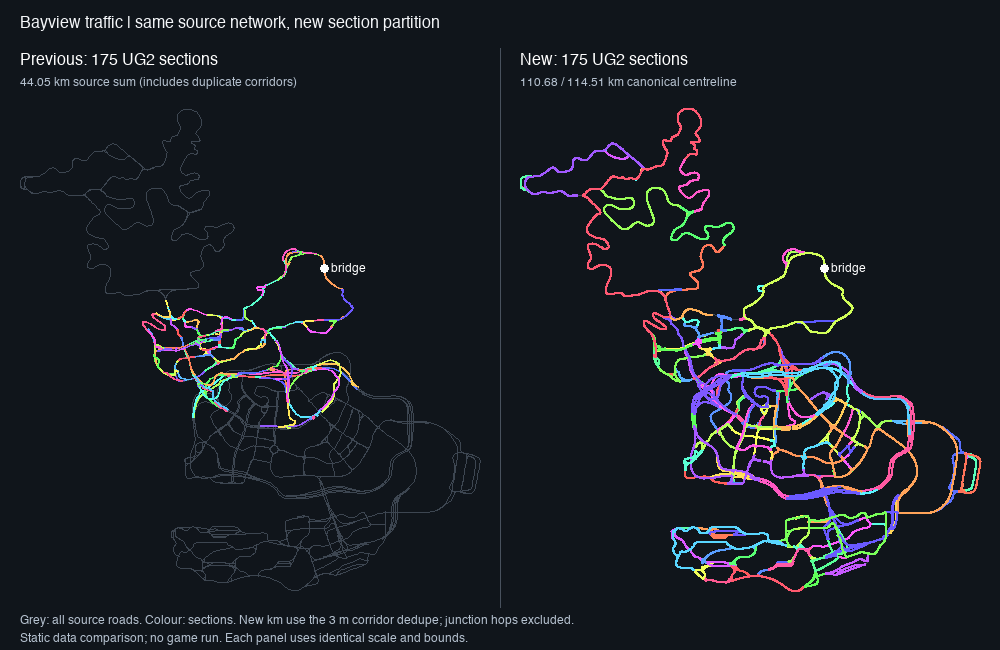 Bayview traffic | same source network, new section partition
Previous: 175 UG2 sections
44.05 km source sum (includes duplicate corridors)
New: 175 UG2 sections
110.68 / 114.51 km canonical centreline
bridge
bridge
Grey: all source roads. Colour: sections. New km use the 3 m corridor dedupe; junction hops excluded.
Static data comparison; no game run. Each panel uses identical scale and bounds.